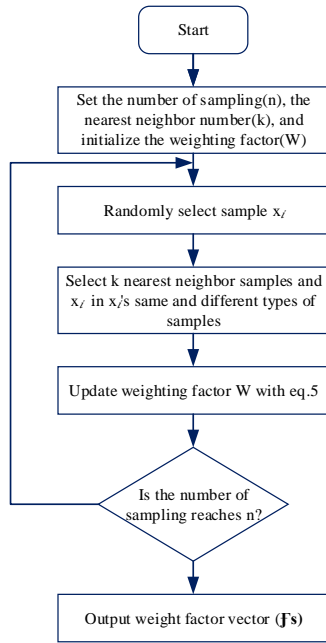 Start
Set the number of sampling(n), the
nearest neighbor number(k), and
initialize the weighting factor(W)
Randomly select sample xᵢ
Select k nearest neighbor samples and
xᵢ in xᵢ's same and different types of
samples
Update weighting factor W with eq.5
Is the number of
sampling reaches n?
Output weight factor vector (Ƒs)